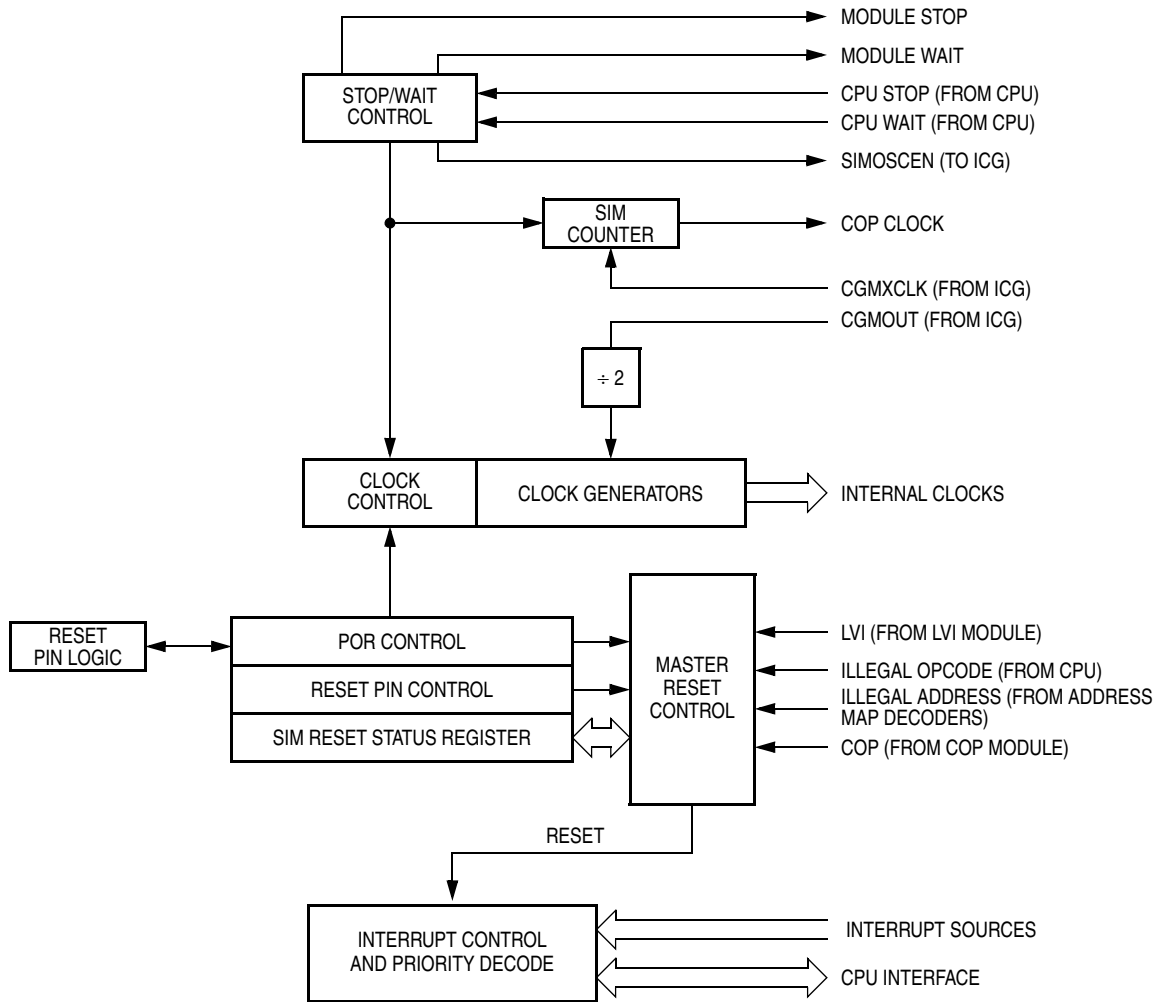 MODULE STOP
MODULE WAIT
STOP/WAIT
CONTROL
CPU STOP (FROM CPU)
CPU WAIT (FROM CPU)
SIMOSCEN (TO ICG)
SIM
COUNTER
COP CLOCK
CGMXCLK (FROM ICG)
CGMOUT (FROM ICG)
÷ 2
CLOCK
CONTROL
CLOCK GENERATORS
INTERNAL CLOCKS
RESET
PIN LOGIC
POR CONTROL
RESET PIN CONTROL
SIM RESET STATUS REGISTER
MASTER
RESET
CONTROL
LVI (FROM LVI MODULE)
ILLEGAL OPCODE (FROM CPU)
ILLEGAL ADDRESS (FROM ADDRESS
MAP DECODERS)
COP (FROM COP MODULE)
RESET
INTERRUPT CONTROL
AND PRIORITY DECODE
INTERRUPT SOURCES
CPU INTERFACE